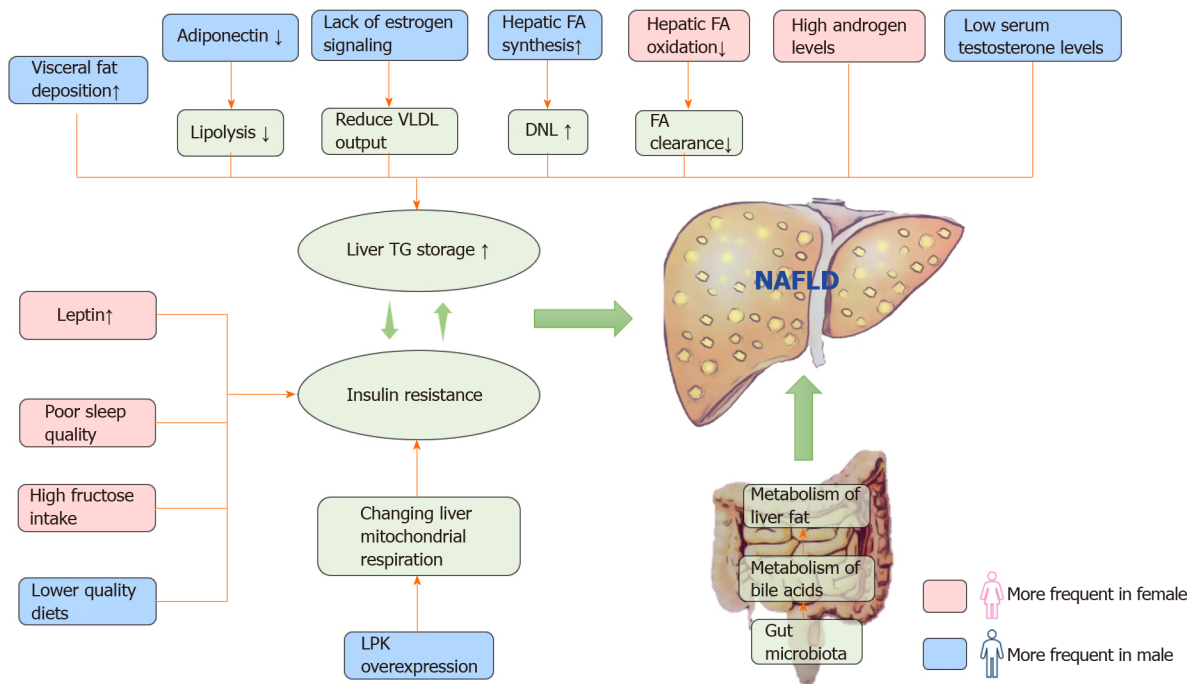 Visceral fat
deposition↑
Adiponectin ↓
Lack of estrogen
signaling
Hepatic FA
synthesis↑
Hepatic FA
oxidation↓
High androgen
levels
Low serum
testosterone levels
Lipolysis ↓
Reduce VLDL
output
DNL ↑
FA
clearance↓
Liver TG storage ↑
NAFLD
Leptin↑
Poor sleep
quality
High fructose
intake
Lower quality
diets
Insulin resistance
Changing liver
mitochondrial
respiration
LPK
overexpression
Metabolism of
liver fat
Metabolism of
bile acids
Gut
microbiota
More frequent in female
More frequent in male